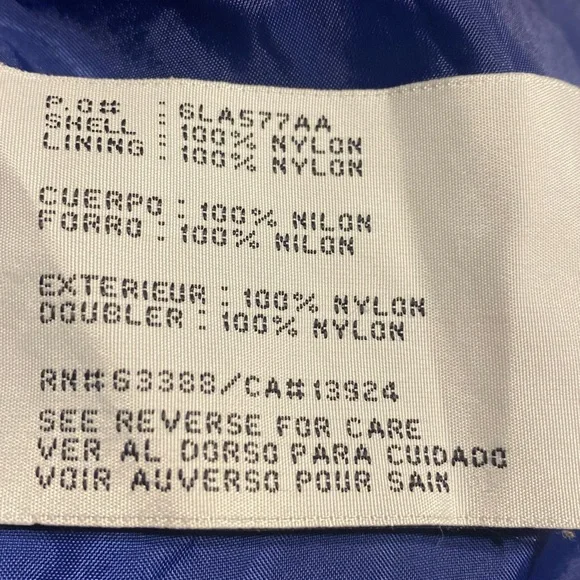 P.O# : 6LA577AA
SHELL : 100% NYLON
LINING : 100% NYLON
CUERPO : 100% NILON
FORRO : 100% NILON
EXTERIEUR : 100% NYLON
DOUBLER : 100% NYLON
RN# 63388/CA# 13924
SEE REVERSE FOR CARE
VER AL DORSO PARA CUIDADO
VOIR AUVERSO POUR SAIN